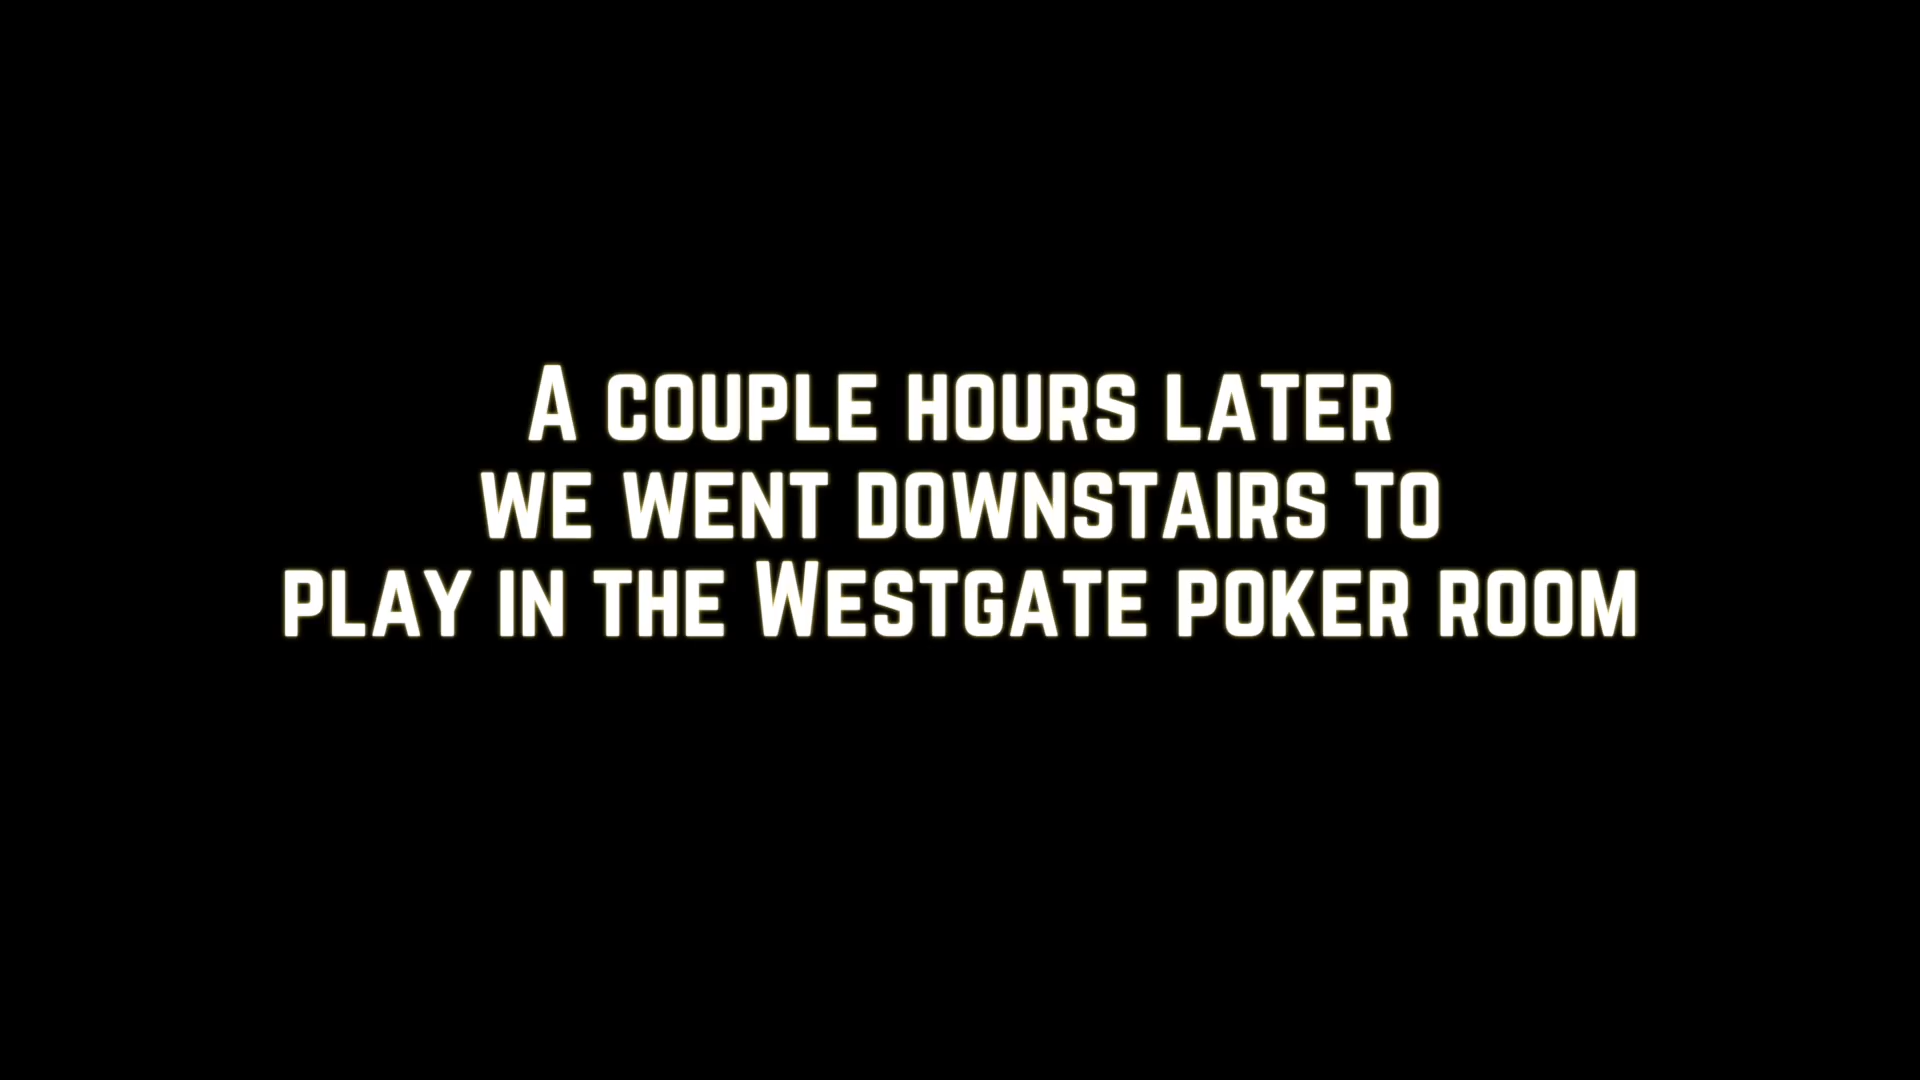 A couple hours later
we went downstairs to
play in the Westgate poker room